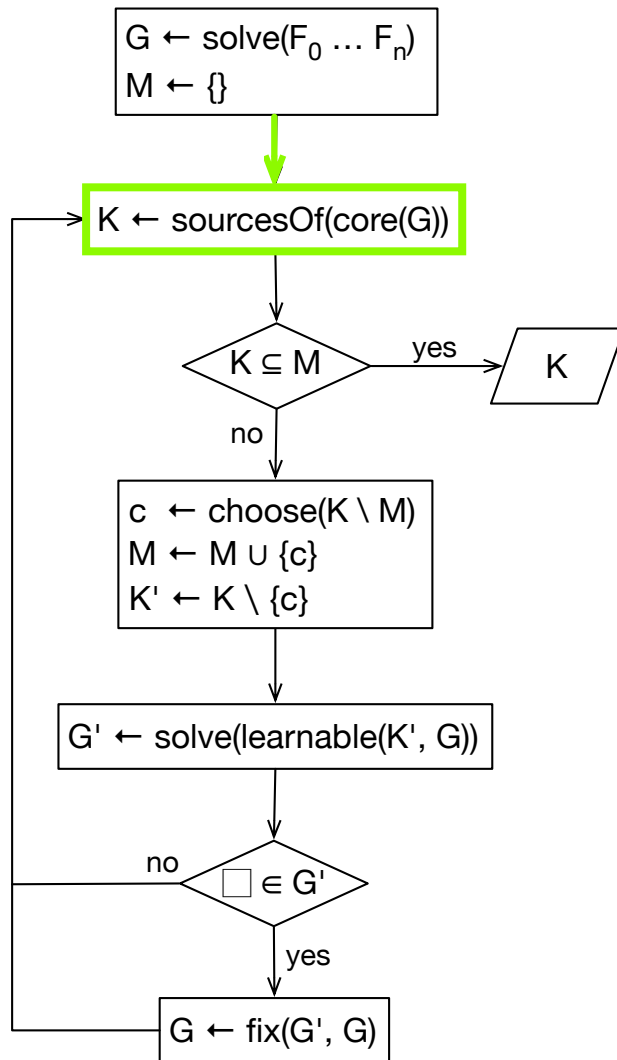 G ← solve(F₀ … Fₙ)
M ← {}
K ← sourcesOf(core(G))
K ⊆ M
yes
K
no
c ← choose(K \ M)
M ← M ∪ {c}
K' ← K \ {c}
G' ← solve(learnable(K', G))
no
□ ∈ G'
yes
G ← fix(G', G)